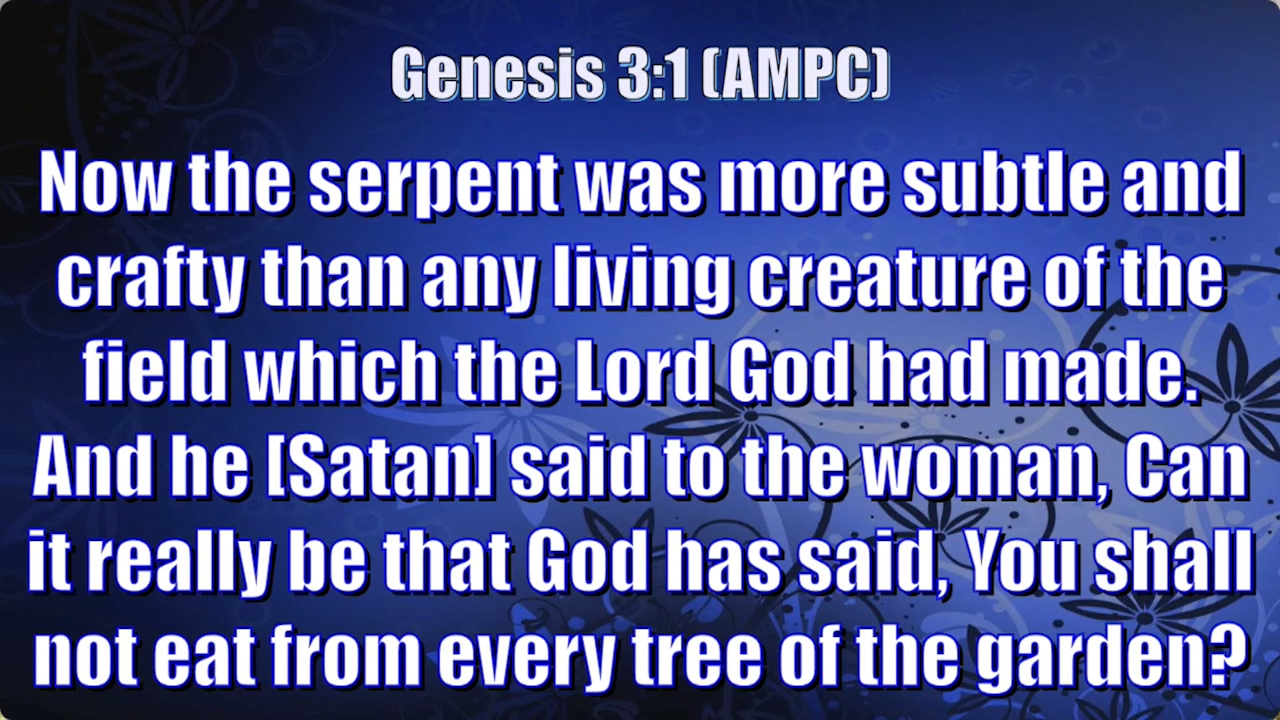 Genesis 3:1 (AMPC)
Now the serpent was more subtle and
crafty than any living creature of the
field which the Lord God had made.
And he [Satan] said to the woman, Can
it really be that God has said, You shall
not eat from every tree of the garden?